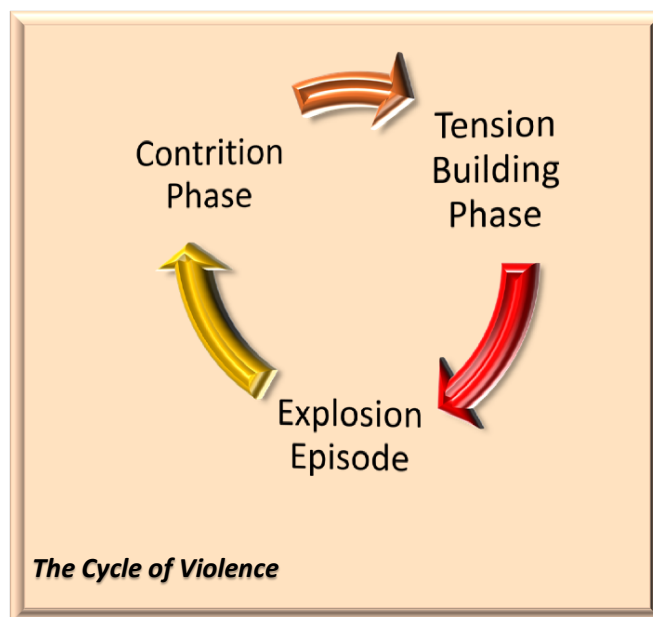 Contrition
Phase
Tension
Building
Phase
Explosion
Episode
The Cycle of Violence